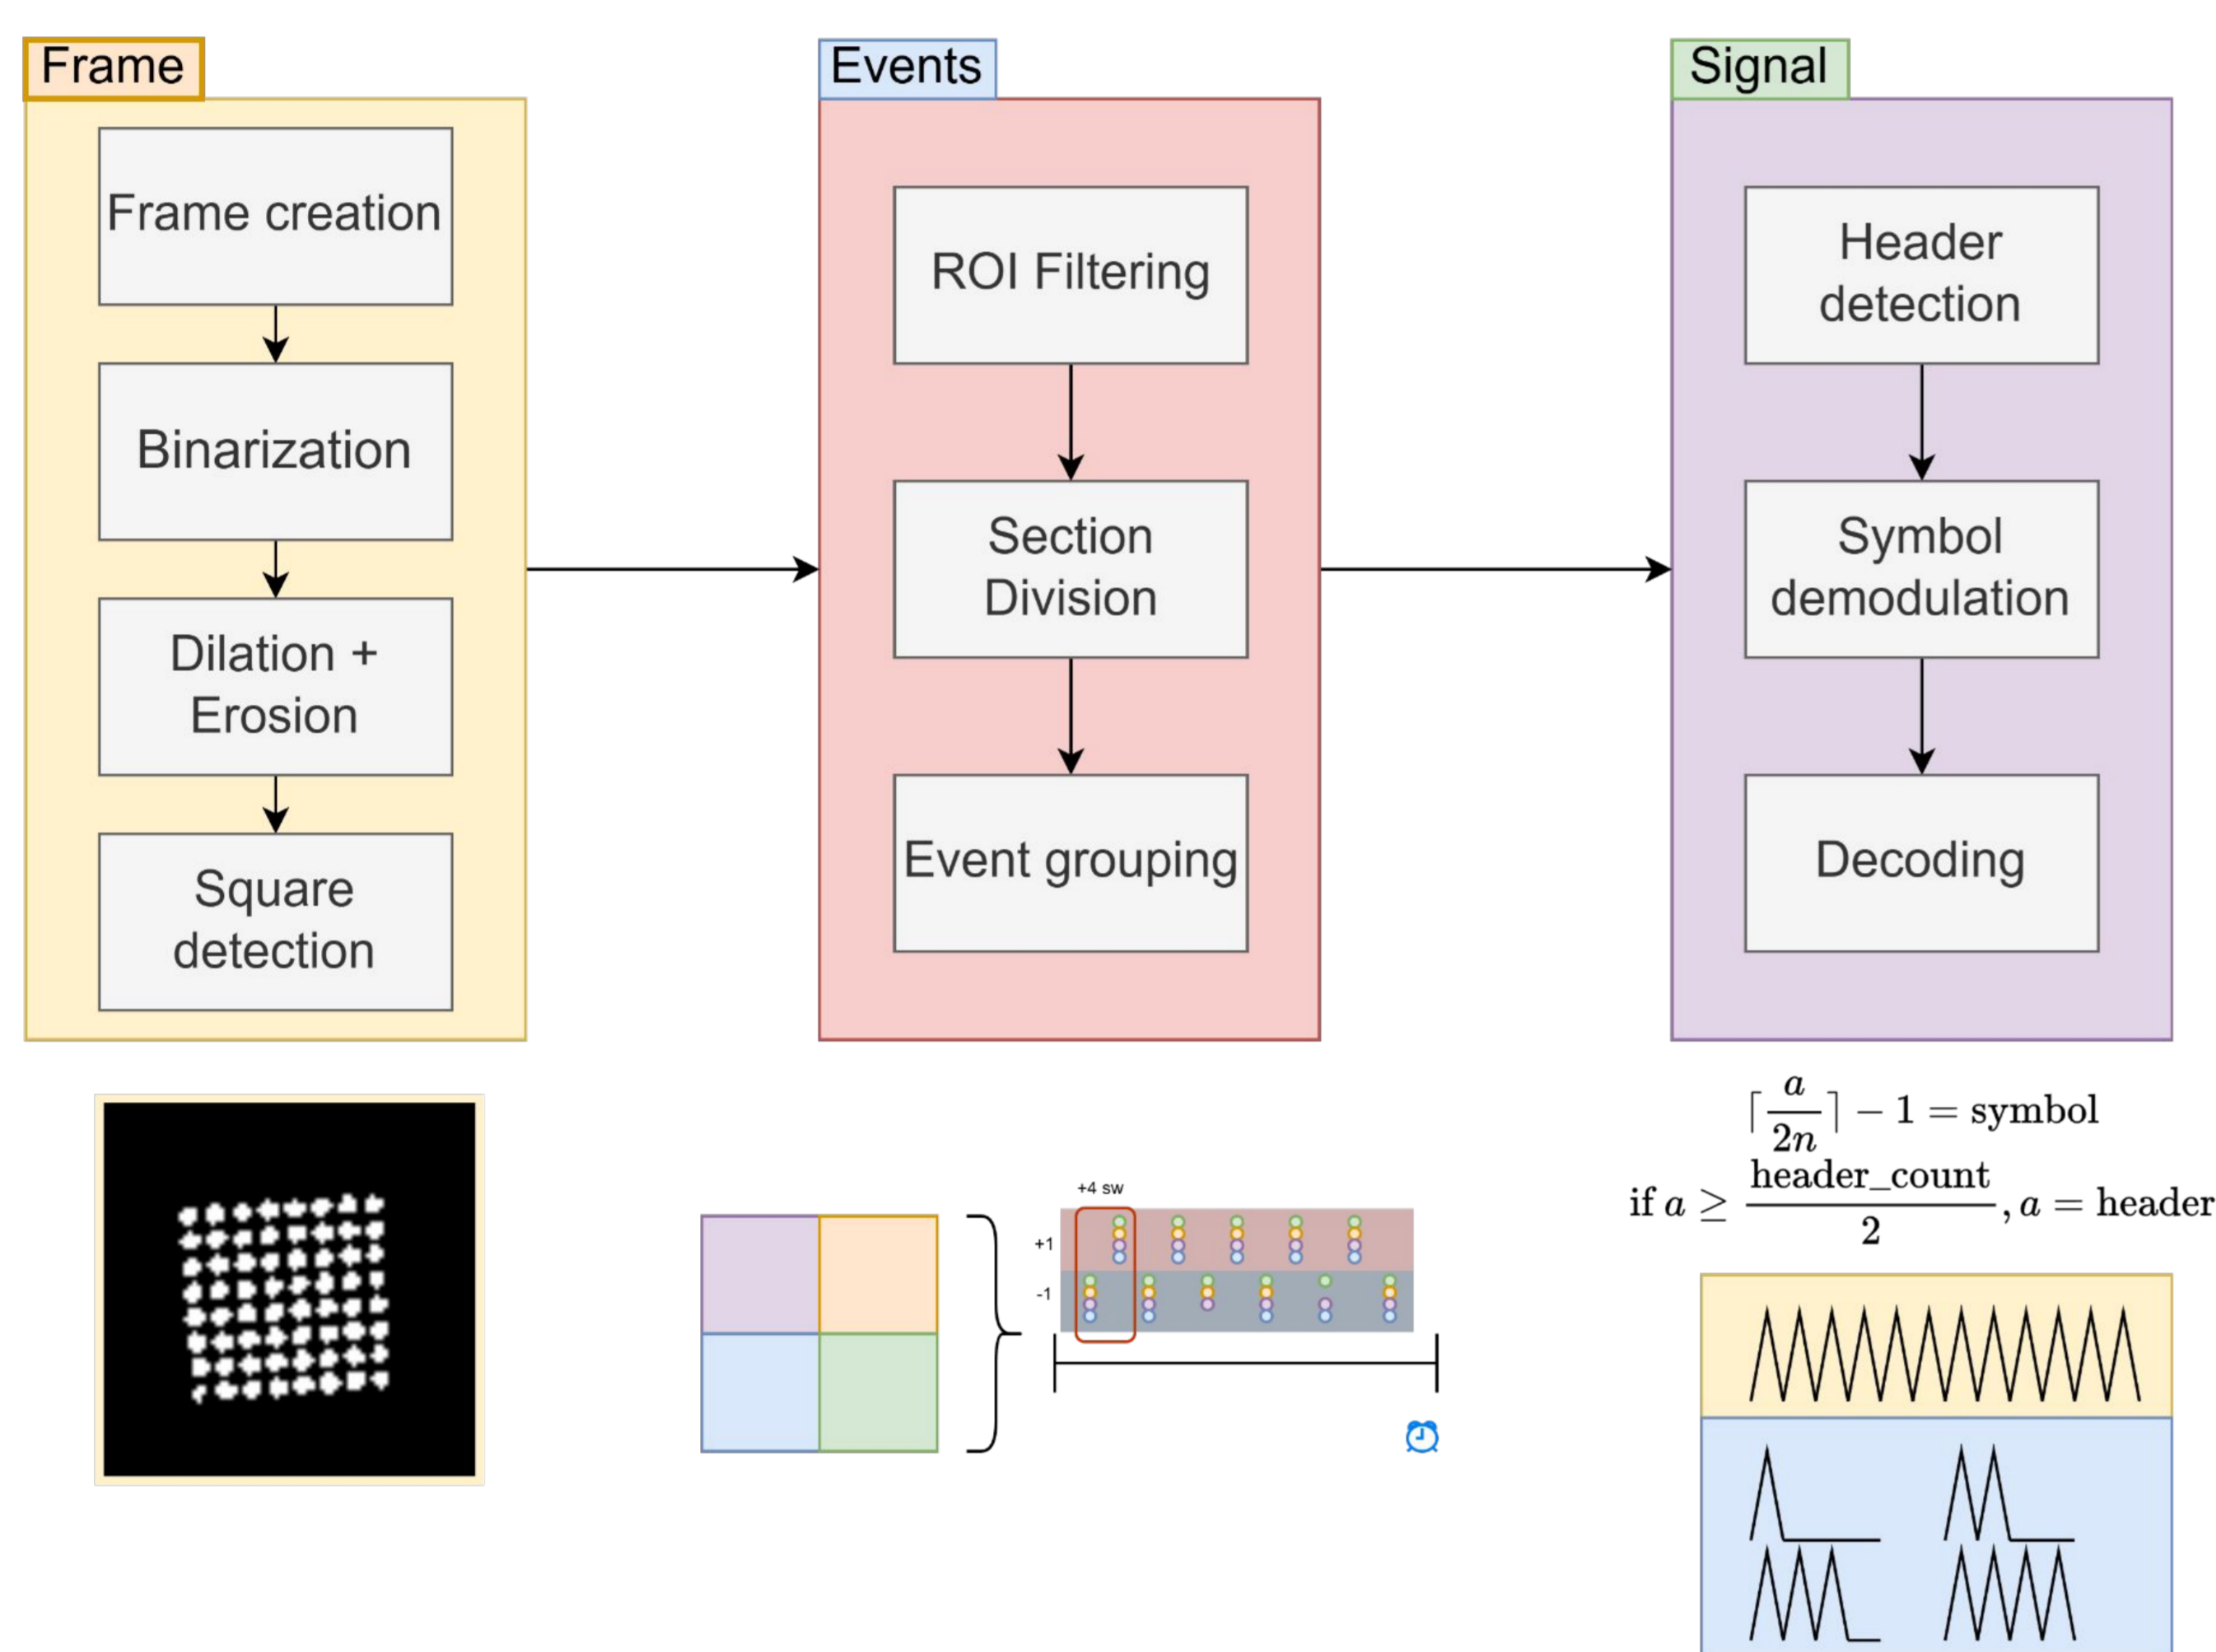 Frame
Frame creation
Binarization
Dilation +
Erosion
Square
detection
Events
ROI Filtering
Section
Division
Event grouping
+4 sw
+1
-1
Signal
Header
detection
Symbol
demodulation
Decoding
⌈a/2n⌉ − 1 = symbol
if a ≥ header_count/2, a = header